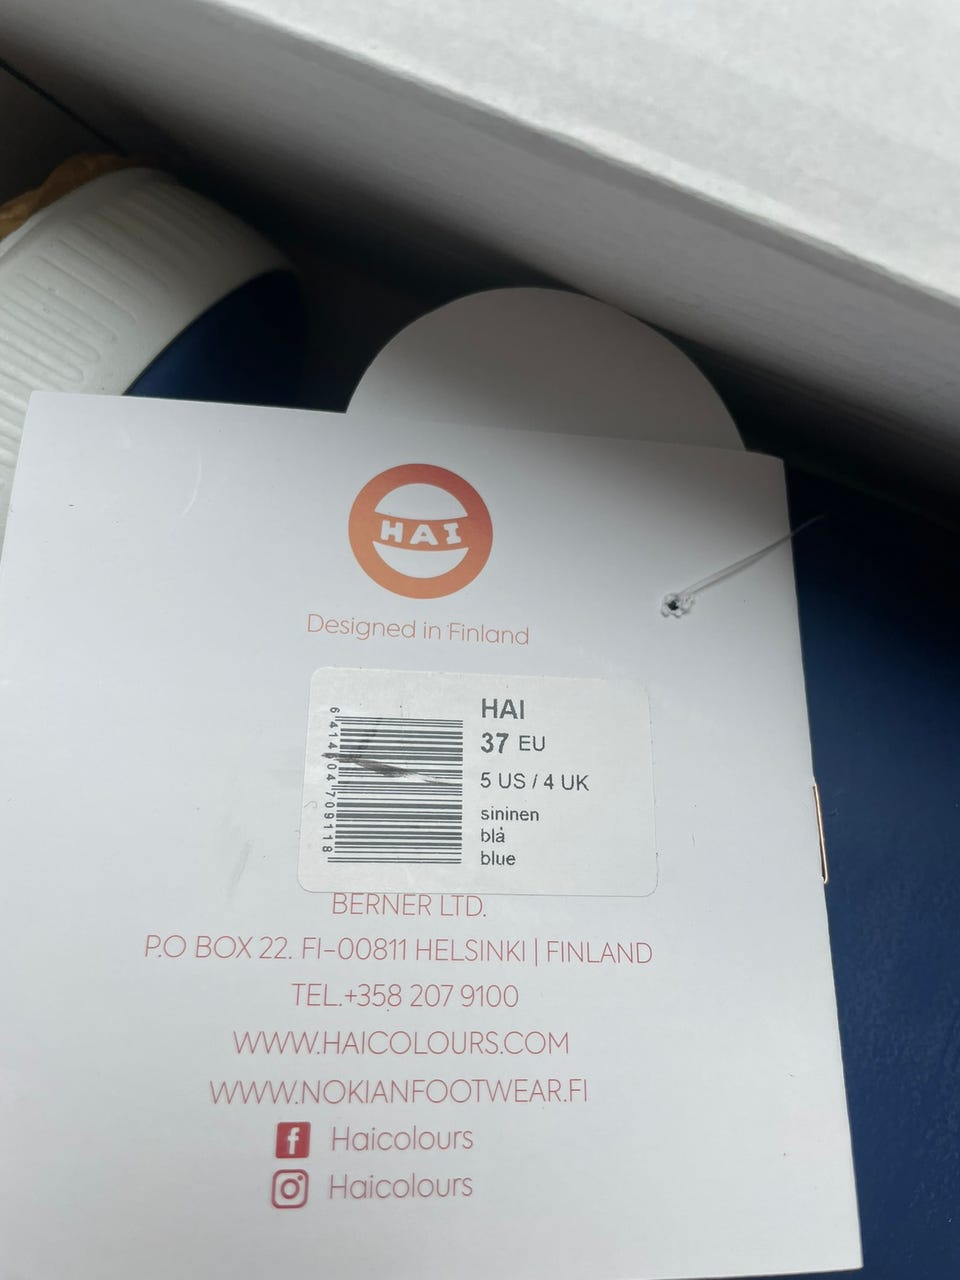 HAI
Designed in Finland
HAI
37 EU
5 US / 4 UK
sininen
blå
blue
BERNER LTD.
P.O BOX 22. FI-00811 HELSINKI | FINLAND
TEL.+358 207 9100
WWW.HAICOLOURS.COM
WWW.NOKIANFOOTWEAR.FI
f Haicolours
Haicolours